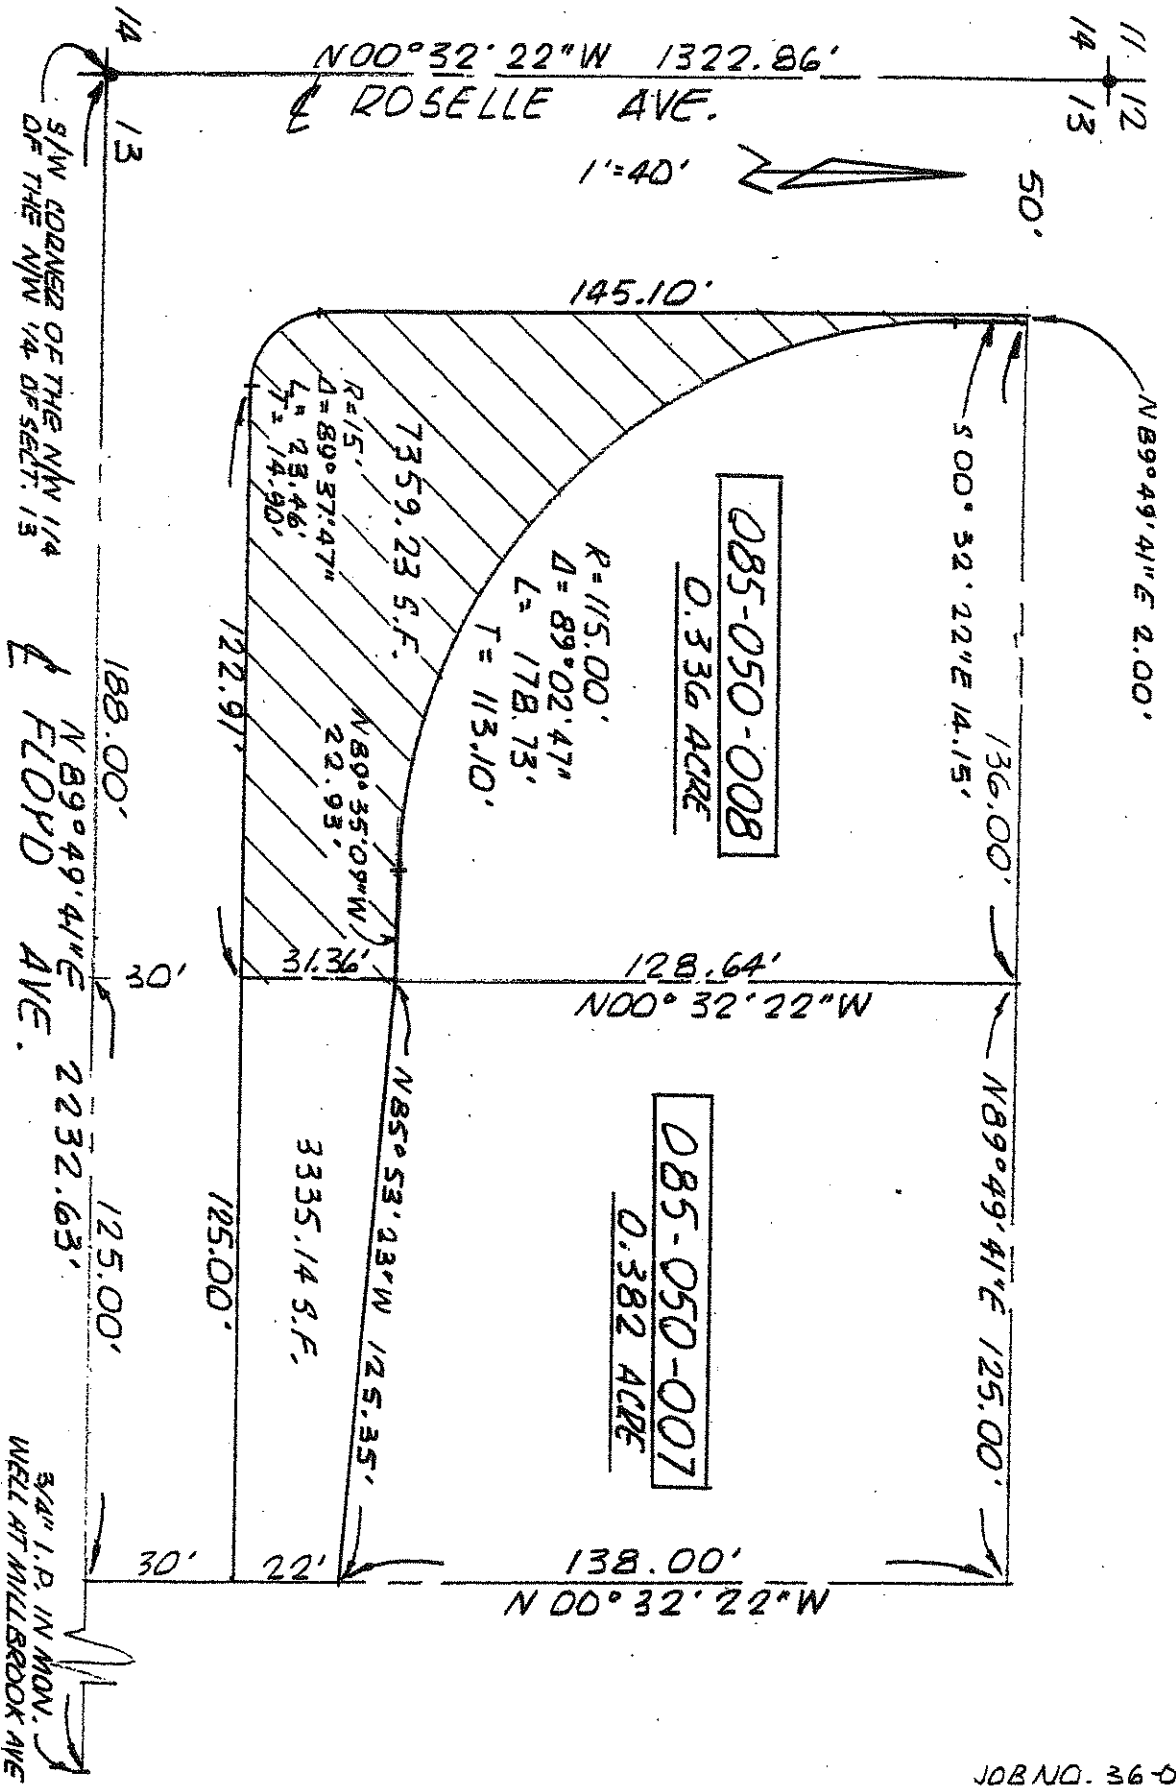 11 12
14 13
N00°32'22"W 1322.86'
℄ ROSELLE AVE.
1'=40'
50'
14
13
S/W CORNER OF THE N/W 1/4
OF THE N/W 1/4 OF SECT. 13
145.10'
N89°49'41"E 2.00'
S00°32'22"E 14.15'
136.00'
085-050-008
0.336 ACRE
R=115.00'
Δ=89°02'47"
L= 178.73'
T= 113.10'
7359.23 S.F.
R=15'
Δ=89°37'47"
L= 23.46'
T= 14.90'
N89°35'09"W
22.93'
122.91'
31.36'
128.64'
N00°32'22"W
188.00'
N89°49'41"E 2232.63'
℄ FLOYD AVE.
30'
N89°49'41"E 125.00'
085-050-007
0.382 ACRE
N85°53'23"W 125.35'
3335.14 S.F.
125.00'
125.00'
30'
22'
138.00'
N00°32'22"W
3/4" I.P. IN MON.
WELL AT MILLBROOK AVE
JOB NO. 36-0